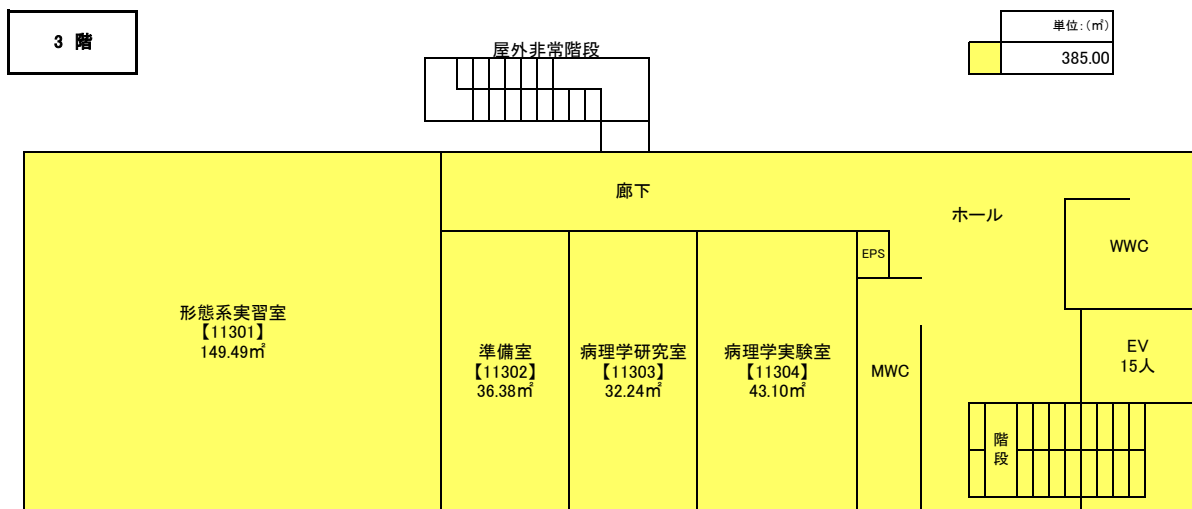 3 階
単位:(㎡)
385.00
屋外非常階段
廊下
ホール
WWC
EPS
形態系実習室
【11301】
149.49㎡
準備室
【11302】
36.38㎡
病理学研究室
【11303】
32.24㎡
病理学実験室
【11304】
43.10㎡
MWC
EV
15人
階
段